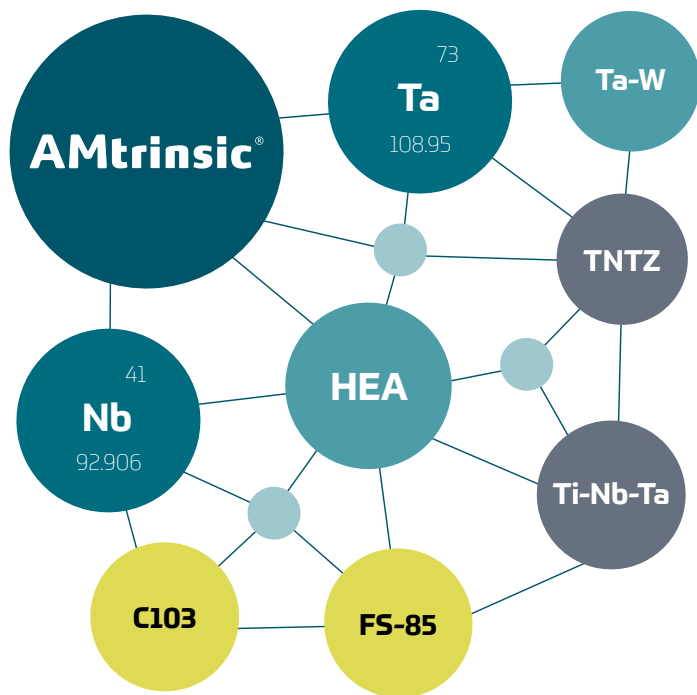 73
Ta
108.95
Ta-W
AMtrinsic®
TNTZ
41
Nb
92.906
HEA
Ti-Nb-Ta
C103
FS-85